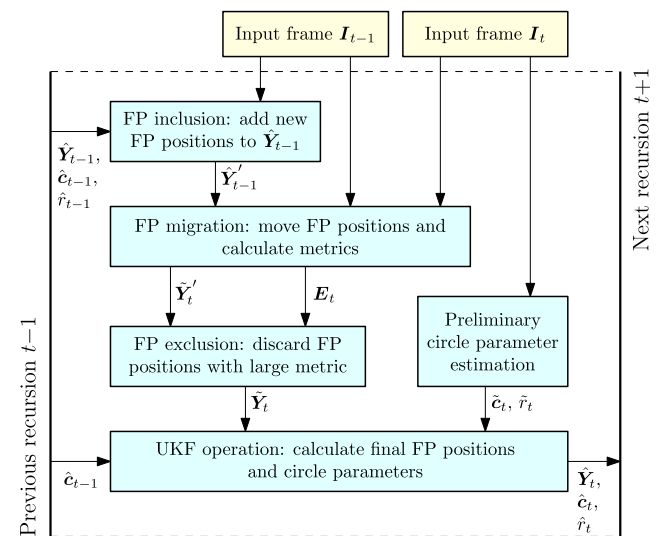 Input frame I_{t−1}
Input frame I_t
FP inclusion: add new
FP positions to Ŷ_{t−1}
Ŷ_{t−1},
ĉ_{t−1},
r̂_{t−1}
Ŷ′_{t−1}
FP migration: move FP positions and
calculate metrics
Ỹ′_t
E_t
FP exclusion: discard FP
positions with large metric
Preliminary
circle parameter
estimation
Ỹ_t
c̃_t, r̃_t
UKF operation: calculate final FP positions
and circle parameters
ĉ_{t−1}
Ŷ_t,
ĉ_t,
r̂_t
Previous recursion t−1
Next recursion t+1